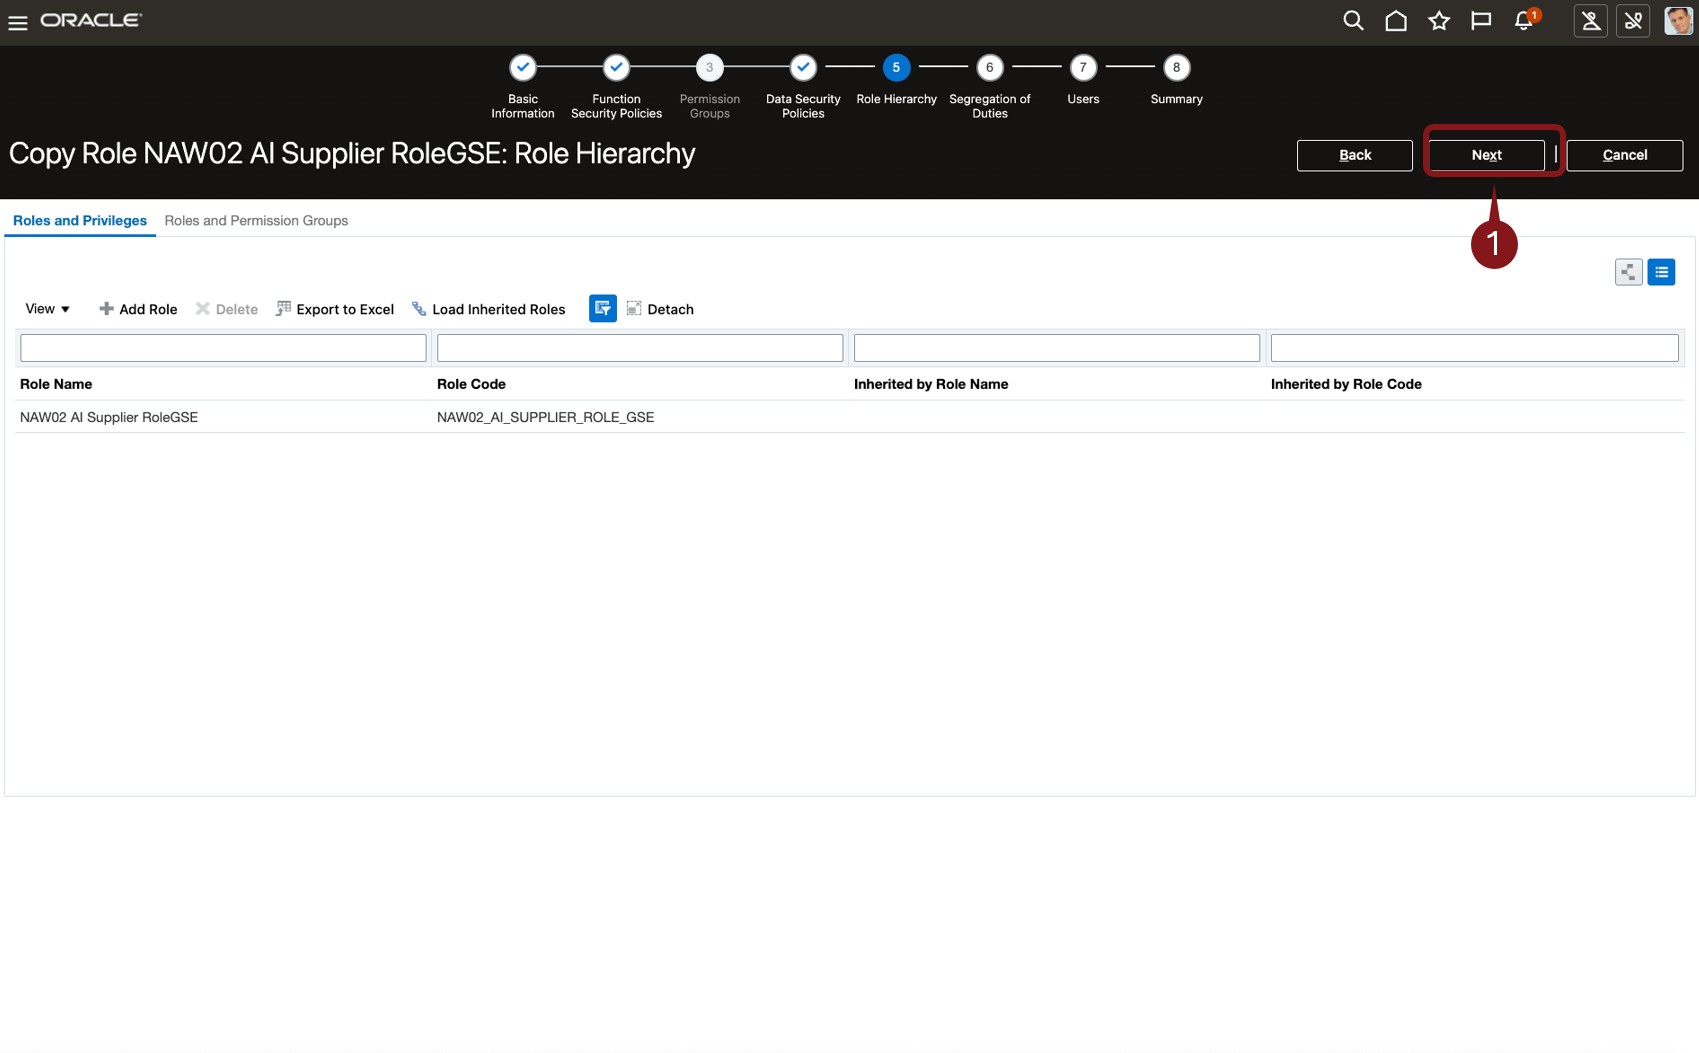 ORACLE
1
3
5
6
7
8
Basic
Information
Function
Security Policies
Permission
Groups
Data Security
Policies
Role Hierarchy
Segregation of
Duties
Users
Summary
Copy Role NAW02 AI Supplier RoleGSE: Role Hierarchy
Back
Next
Cancel
1
Roles and Privileges Roles and Permission Groups
View Add Role Delete Export to Excel Load Inherited Roles Detach
Role Name Role Code Inherited by Role Name Inherited by Role Code
NAW02 AI Supplier RoleGSE NAW02_AI_SUPPLIER_ROLE_GSE